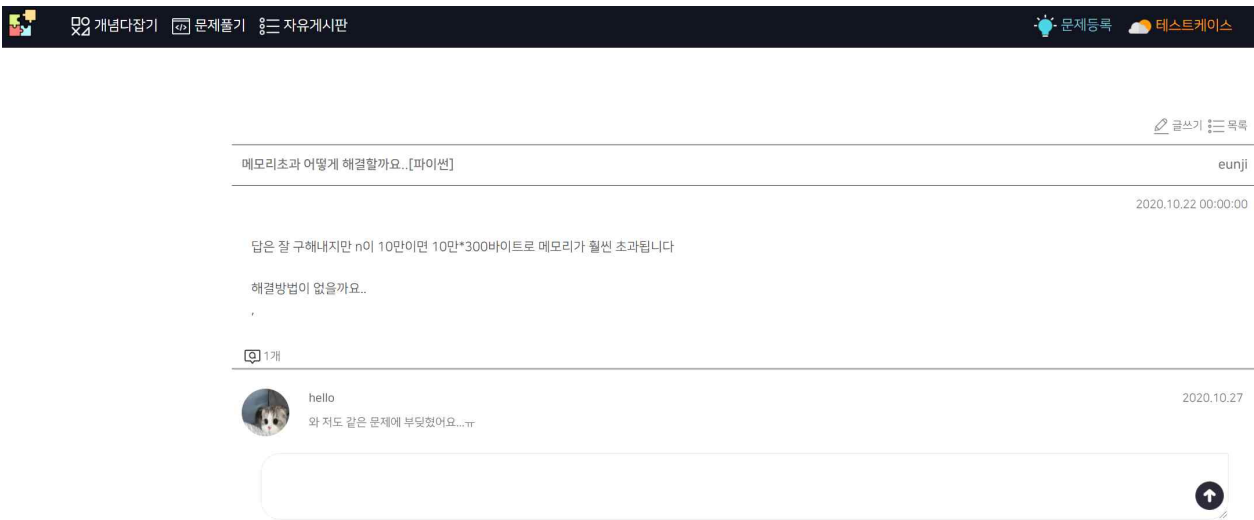 개념다잡기 문제풀기 자유게시판 문제등록 테스트케이스
글쓰기 목록
메모리초과 어떻게 해결할까요..[파이썬] eunji
2020.10.22 00:00:00
답은 잘 구해내지만 n이 10만이면 10만*300바이트로 메모리가 훨씬 초과됩니다
해결방법이 없을까요..
,
1개
hello 2020.10.27
와 저도 같은 문제에 부딪혔어요...ㅠ